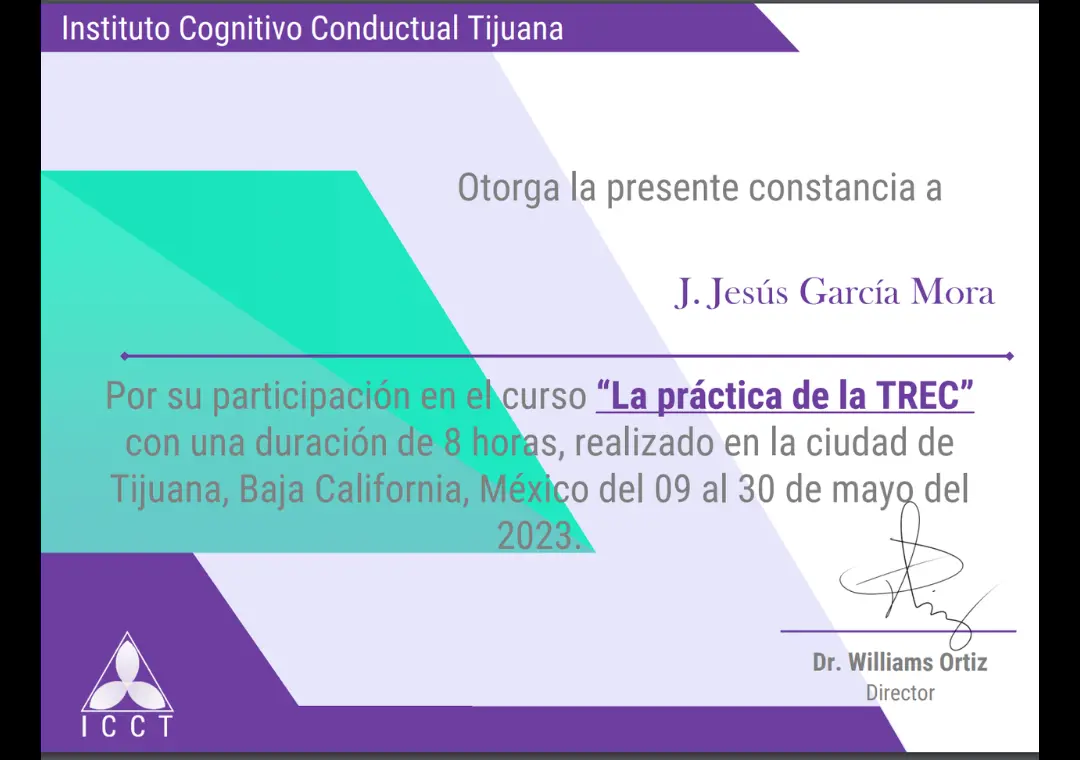 Instituto Cognitivo Conductual Tijuana
Otorga la presente constancia a
J. Jesús García Mora
Por su participación en el curso “La práctica de la TREC”
con una duración de 8 horas, realizado en la ciudad de
Tijuana, Baja California, México del 09 al 30 de mayo del
2023.
Dr. Williams Ortiz
Director
ICCT